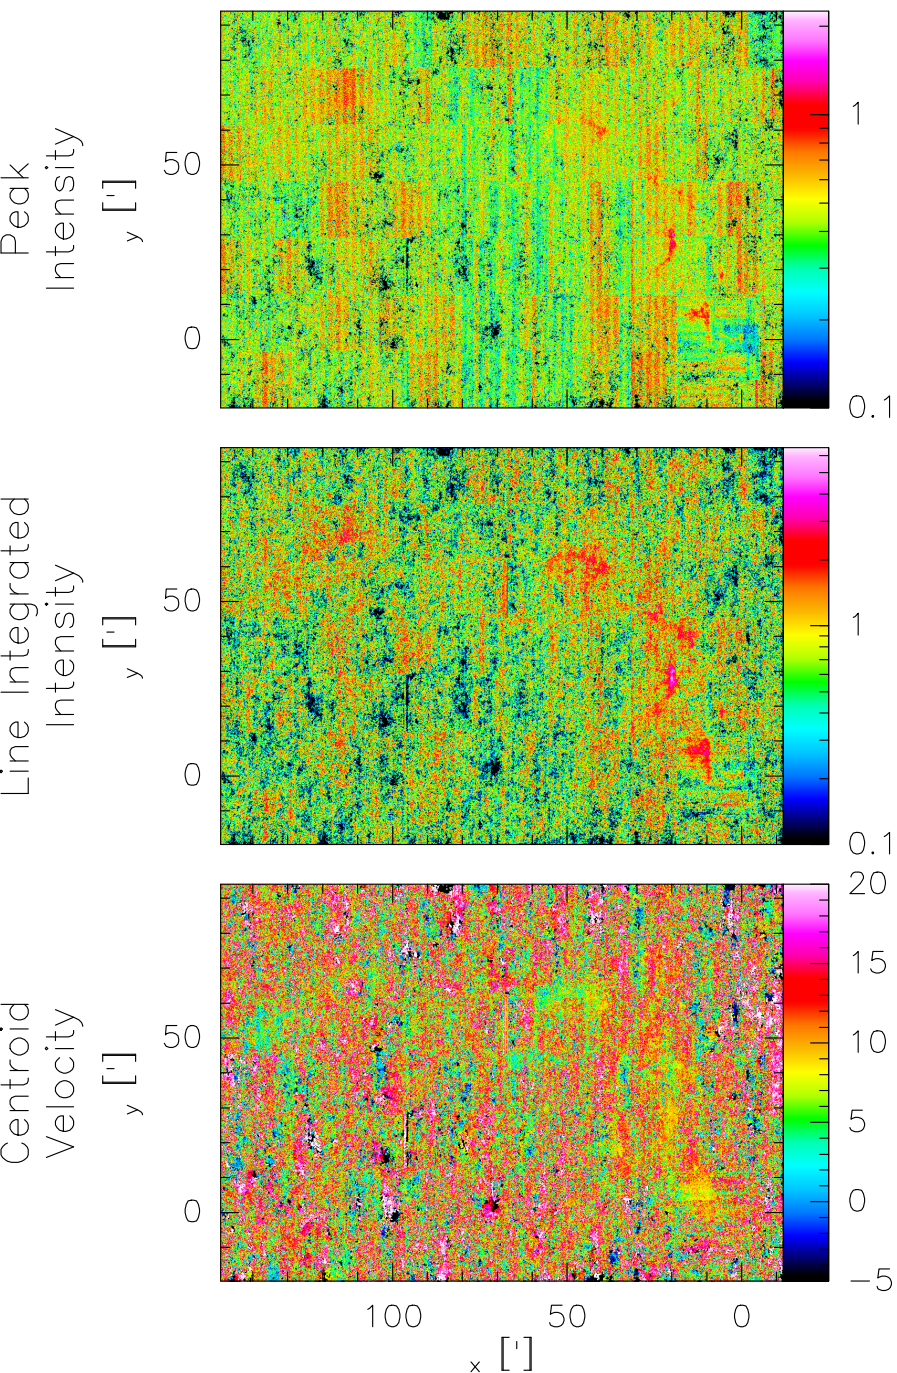 Peak
Intensity
y [']
50
0
1
0.1
Line Integrated
Intensity
y [']
50
0
1
0.1
Centroid
Velocity
y [']
50
0
20
15
10
5
0
−5
100 50 0
x [']